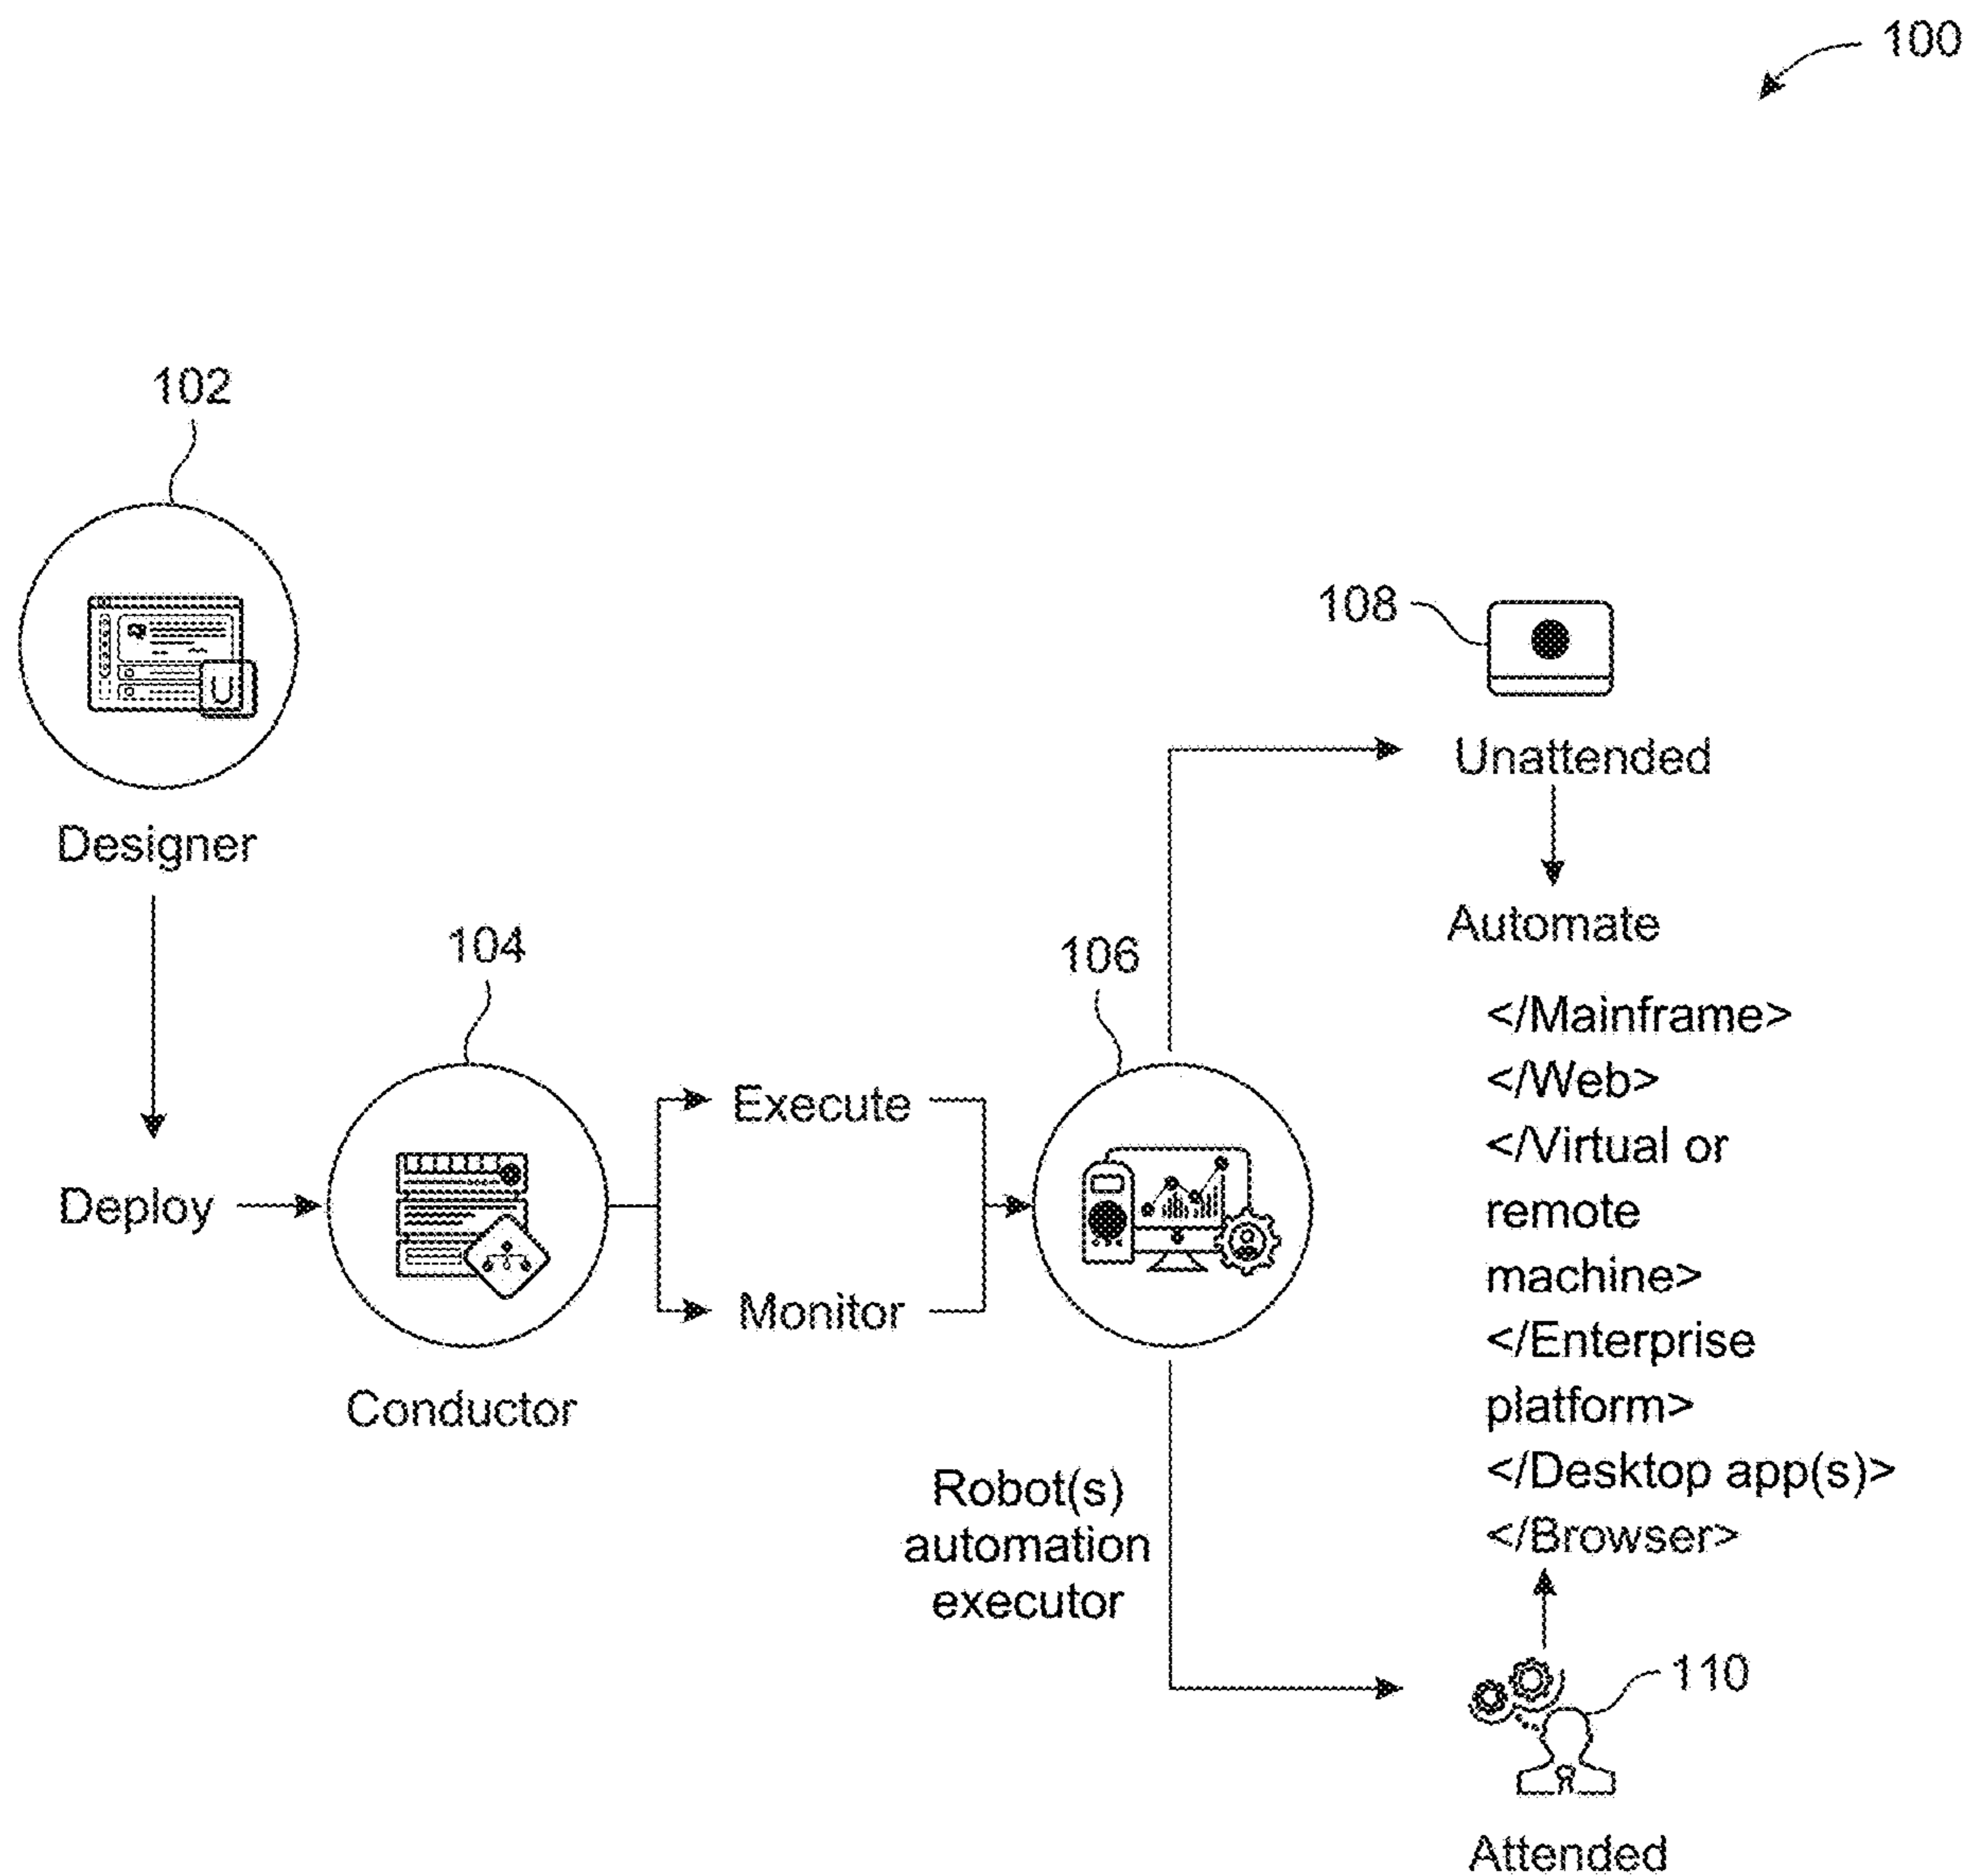 100
102
Designer
Deploy
104
Conductor
Execute
Monitor
106
Robot(s)
automation
executor
108
Unattended
Automate
</Mainframe>
</Web>
</Virtual or
remote
machine>
</Enterprise
platform>
</Desktop app(s)>
</Browser>
110
Attended
U